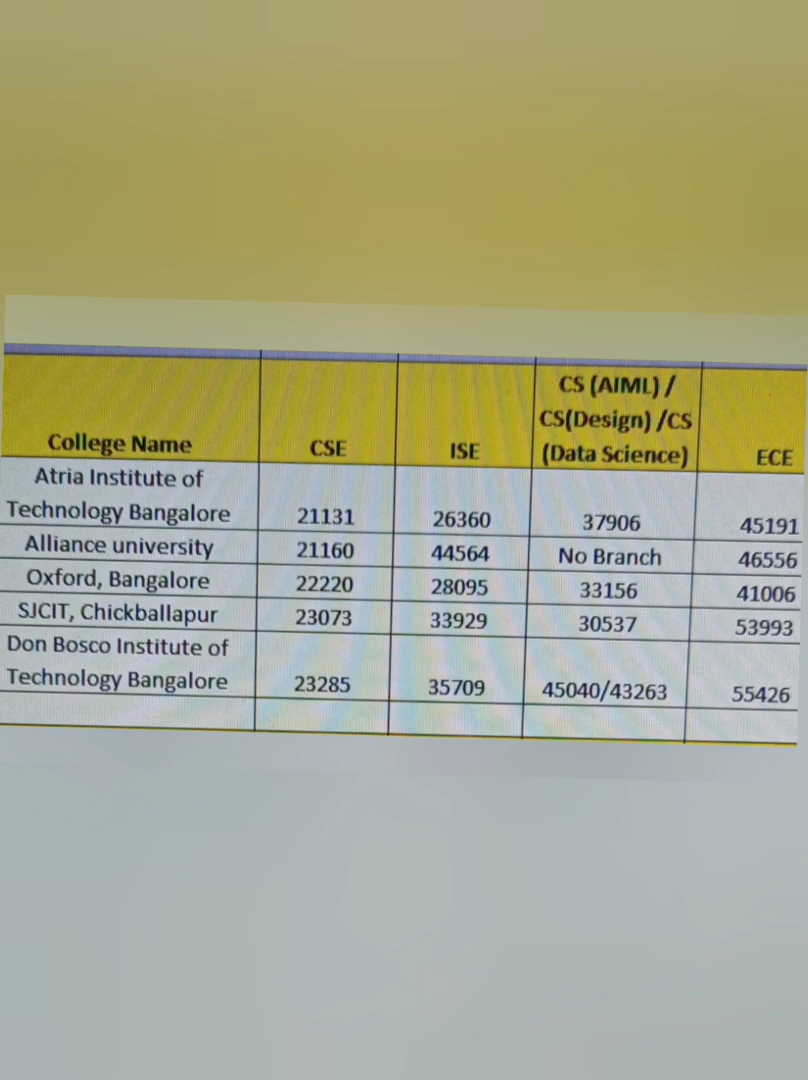 College Name CSE ISE CS (AIML) / CS(Design) /CS (Data Science) ECE
Atria Institute of Technology Bangalore 21131 26360 37906 45191
Alliance university 21160 44564 No Branch 46556
Oxford, Bangalore 22220 28095 33156 41006
SJCIT, Chickballapur 23073 33929 30537 53993
Don Bosco Institute of Technology Bangalore 23285 35709 45040/43263 55426